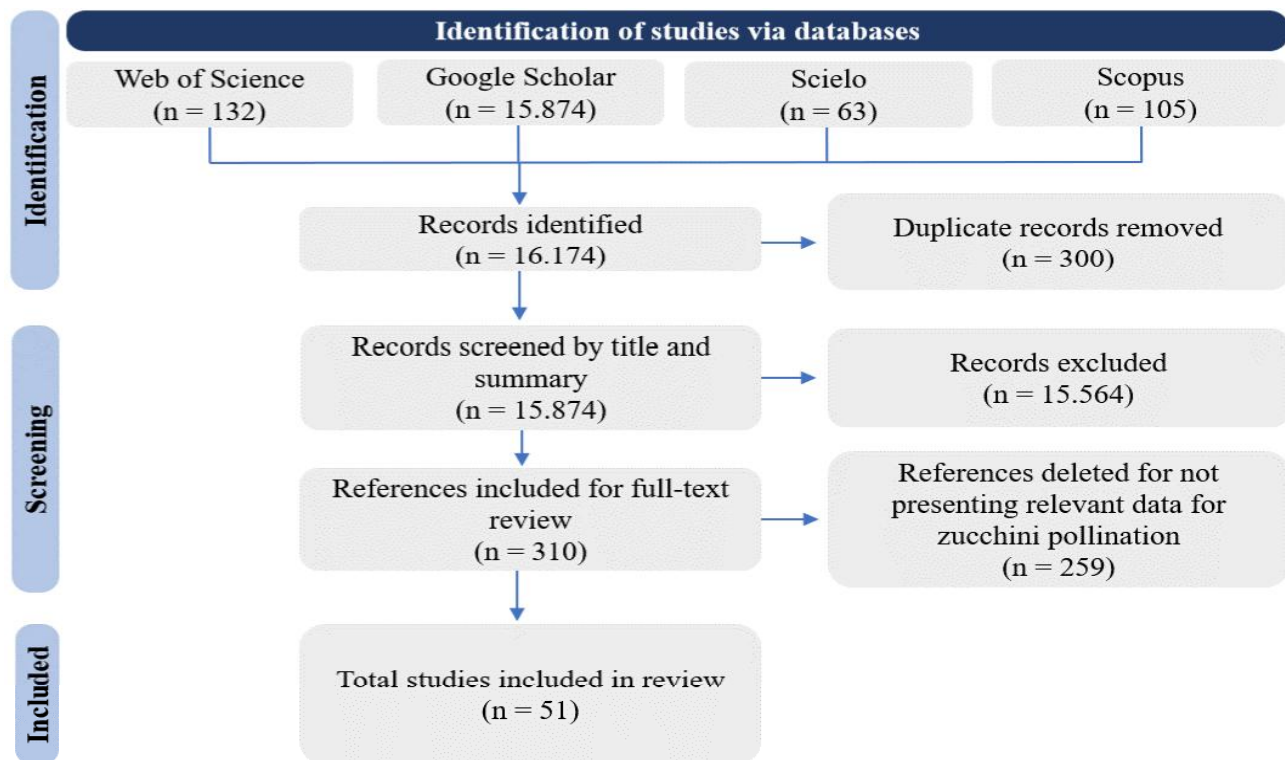 Identification of studies via databases
Identification
Web of Science
(n = 132)
Google Scholar
(n = 15.874)
Scielo
(n = 63)
Scopus
(n = 105)
Records identified
(n = 16.174)
Duplicate records removed
(n = 300)
Screening
Records screened by title and
summary
(n = 15.874)
Records excluded
(n = 15.564)
References included for full-text
review
(n = 310)
References deleted for not
presenting relevant data for
zucchini pollination
(n = 259)
Included
Total studies included in review
(n = 51)